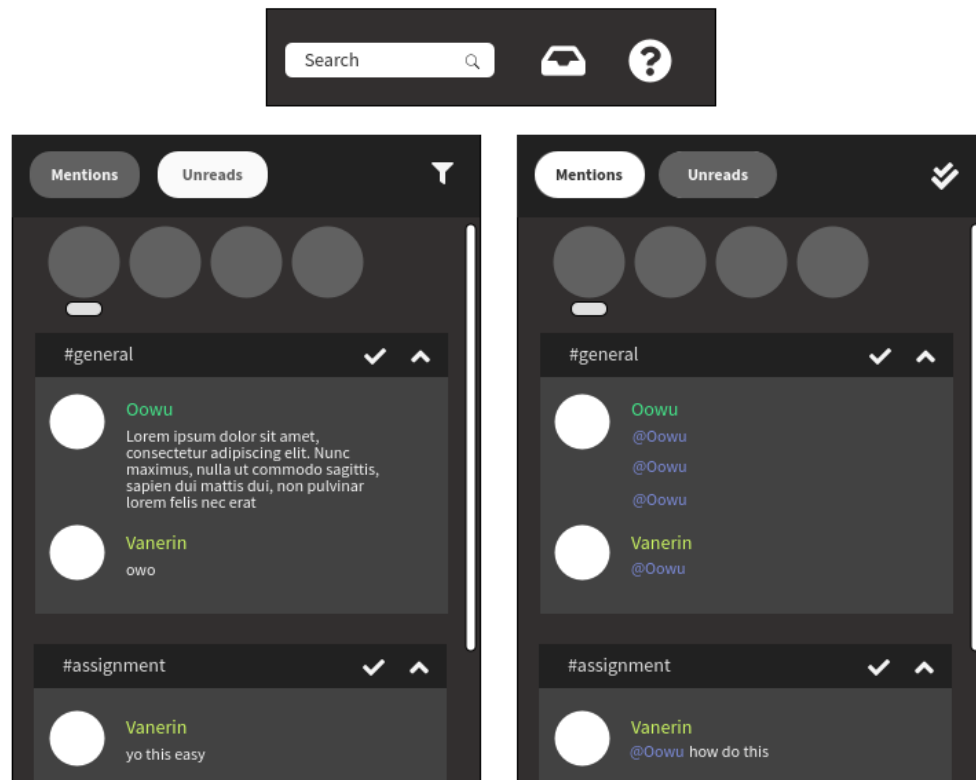 Search
Mentions
Unreads
#general
Oowu
Lorem ipsum dolor sit amet,
consectetur adipiscing elit. Nunc
maximus, nulla ut commodo sagittis,
sapien dui mattis dui, non pulvinar
lorem felis nec erat
Vanerin
owo
#assignment
Vanerin
yo this easy
Mentions
Unreads
#general
Oowu
@Oowu
@Oowu
@Oowu
Vanerin
@Oowu
#assignment
Vanerin
@Oowu how do this